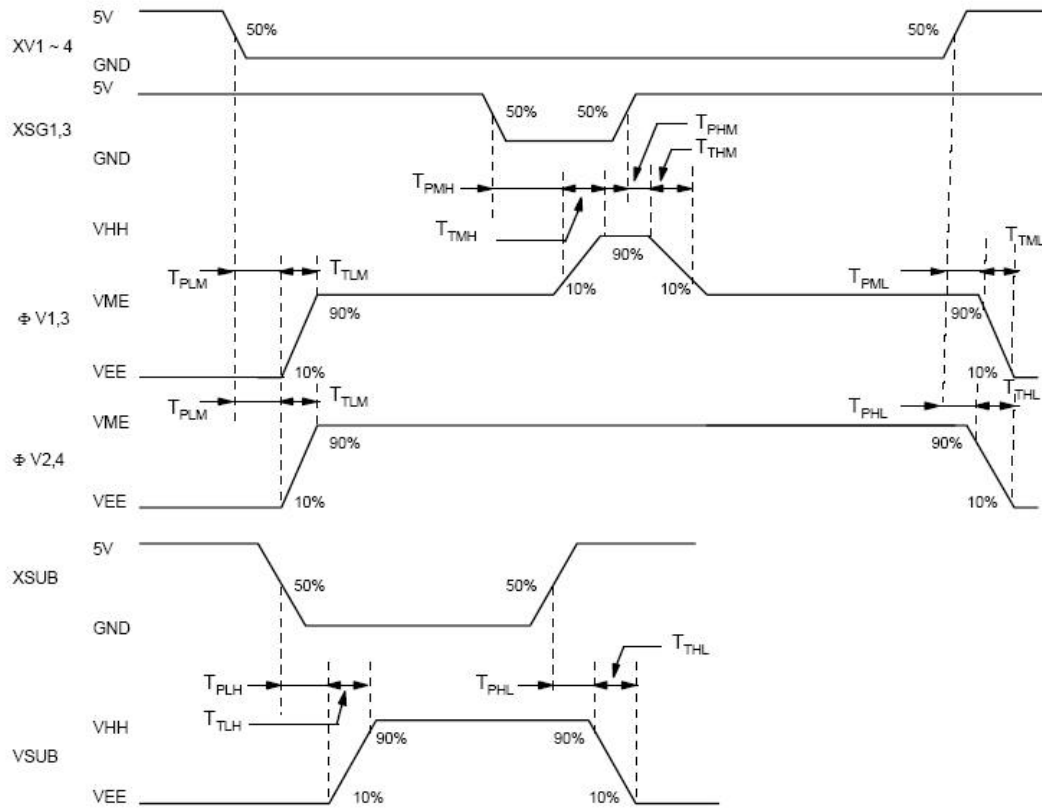 5V
50%
50%
XV1 ~ 4
GND
5V
50%
50%
T_PHM
XSG1,3
T_THM
GND
T_PMH
VHH
T_TMH
90%
T_TML
T_PLM
T_TLM
T_PML
10%
10%
VME
90%
90%
Φ V1,3
VEE
10%
10%
T_PLM
T_TLM
T_PHL
T_THL
VME
90%
90%
Φ V2,4
VEE
10%
10%
5V
XSUB
50%
50%
GND
T_THL
T_PLH
T_PHL
T_TLH
VHH
90%
90%
VSUB
VEE
10%
10%